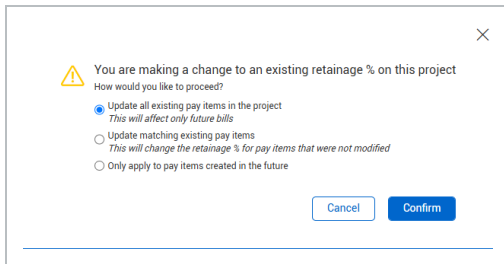 You are making a change to an existing retainage % on this project
How would you like to proceed?
Update all existing pay items in the project
This will affect only future bills
Update matching existing pay items
This will change the retainage % for pay items that were not modified
Only apply to pay items created in the future
Cancel Confirm